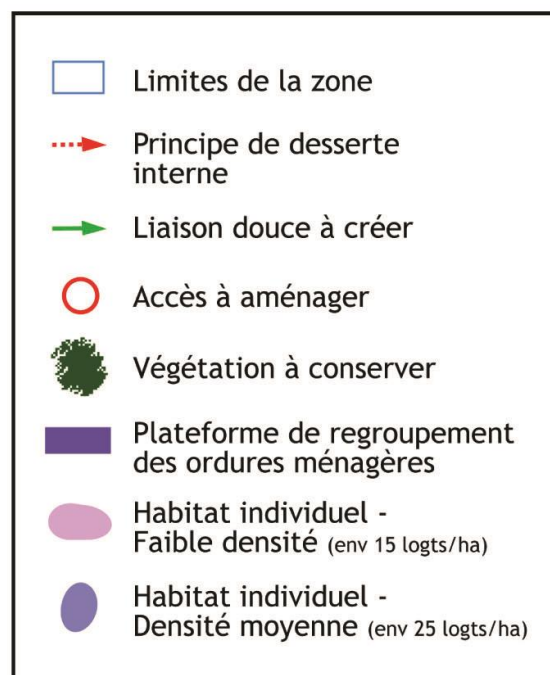 Limites de la zone
Principe de desserte
interne
Liaison douce à créer
Accès à aménager
Végétation à conserver
Plateforme de regroupement
des ordures ménagères
Habitat individuel -
Faible densité (env 15 logts/ha)
Habitat individuel -
Densité moyenne (env 25 logts/ha)